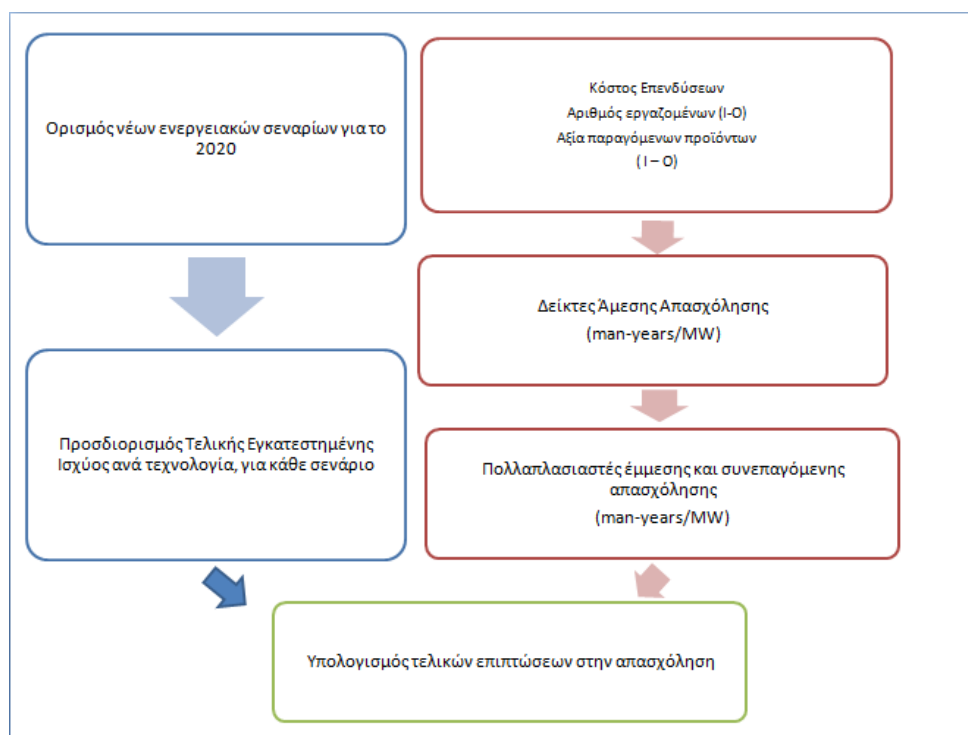 Ορισμός νέων ενεργειακών σεναρίων για το
2020
Προσδιορισμός Τελικής Εγκατεστημένης
Ισχύος ανά τεχνολογία, για κάθε σενάριο
Κόστος Επενδύσεων
Αριθμός εργαζομένων (Ι-Ο)
Αξία παραγόμενων προϊόντων
( Ι – Ο)
Δείκτες Άμεσης Απασχόλησης
(man-years/MW)
Πολλαπλασιαστές έμμεσης και συνεπαγόμενης
απασχόλησης
(man-years/MW)
Υπολογισμός τελικών επιπτώσεων στην απασχόληση